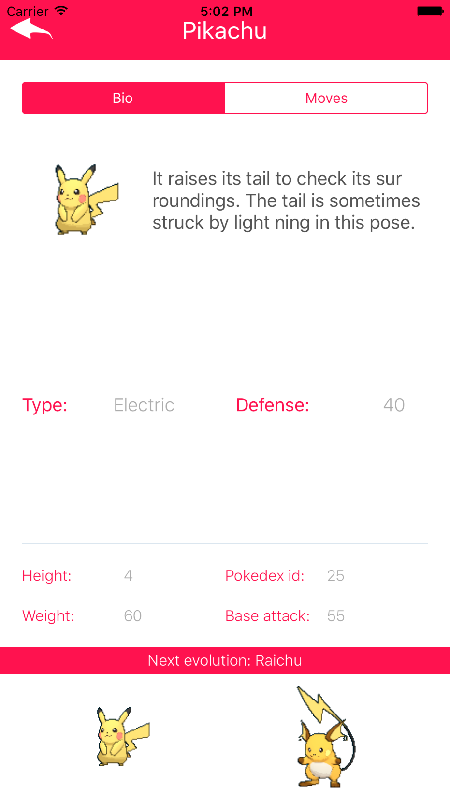 Carrier 5:02 PM
Pikachu
Bio Moves
It raises its tail to check its sur
roundings. The tail is sometimes
struck by light ning in this pose.
Type: Electric Defense: 40
Height: 4 Pokedex id: 25
Weight: 60 Base attack: 55
Next evolution: Raichu